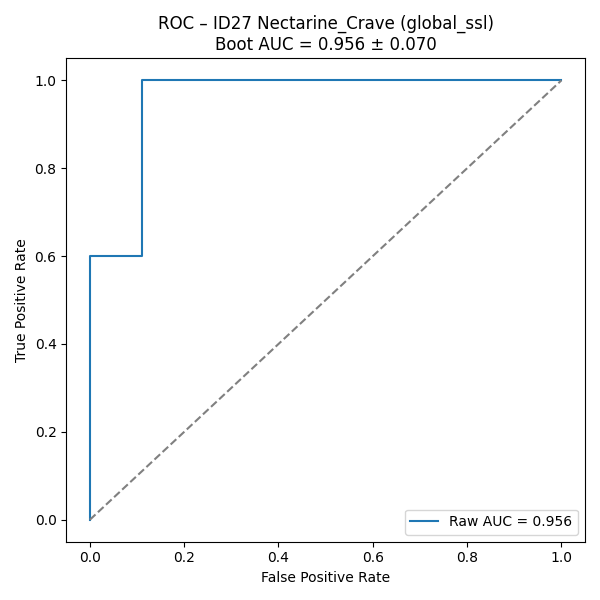 ROC – ID27 Nectarine_Crave (global_ssl)
Boot AUC = 0.956 ± 0.070
True Positive Rate
1.0
0.8
0.6
0.4
0.2
0.0
Raw AUC = 0.956
0.0 0.2 0.4 0.6 0.8 1.0
False Positive Rate